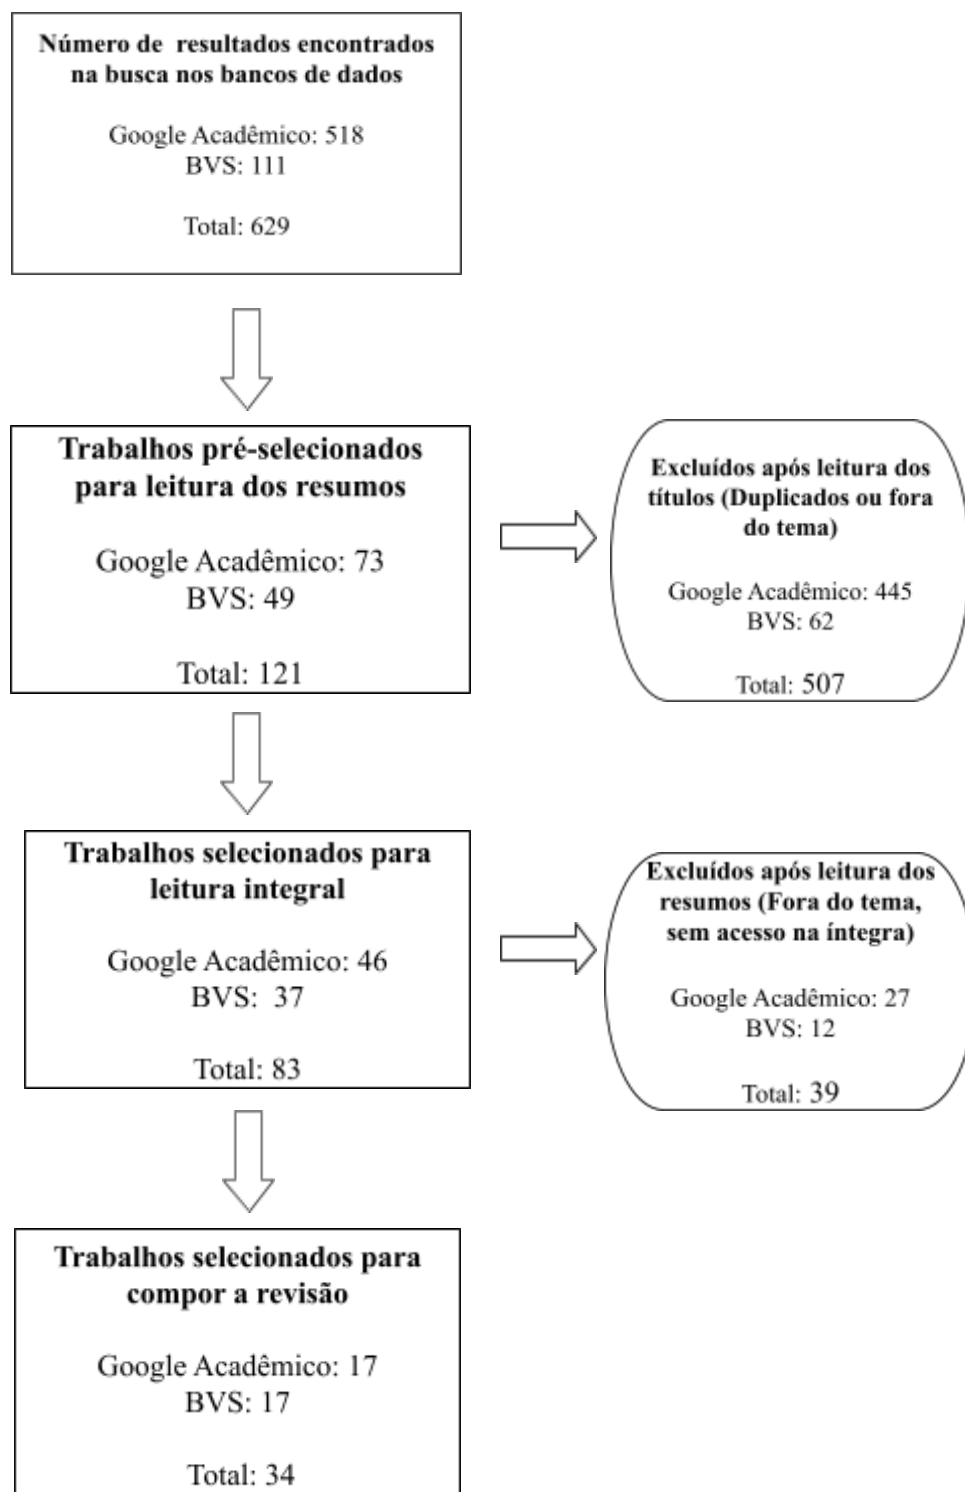 Número de resultados encontrados
na busca nos bancos de dados
Google Acadêmico: 518
BVS: 111
Total: 629
Trabalhos pré-selecionados
para leitura dos resumos
Google Acadêmico: 73
BVS: 49
Total: 121
Excluídos após leitura dos
títulos (Duplicados ou fora
do tema)
Google Acadêmico: 445
BVS: 62
Total: 507
Trabalhos selecionados para
leitura integral
Google Acadêmico: 46
BVS: 37
Total: 83
Excluídos após leitura dos
resumos (Fora do tema,
sem acesso na íntegra)
Google Acadêmico: 27
BVS: 12
Total: 39
Trabalhos selecionados para
compor a revisão
Google Acadêmico: 17
BVS: 17
Total: 34